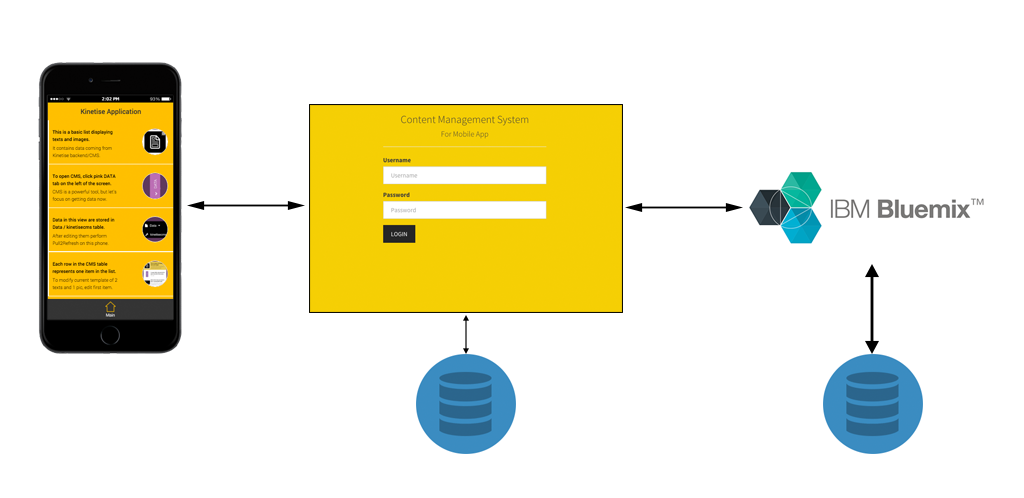 2:02 PM
93%
Kinetise Application
This is a basic list displaying
texts and images.
It contains data coming from
Kinetise backend/CMS
To open CMS, click pink DATA
tab on the left of the screen.
CMS is a powerful tool, but let's
focus on getting data now.
Data in this view are stored in
Data / kinetisecms table.
After editing them perform
Pull2Refresh on this phone.
Data
Each row in the CMS table
represents one item in the list.
To modify current template of 2
texts and 1 pic, edit first item
Main
Content Management System
For Mobile App
Username
Username
Password
Password
LOGIN
IBM Bluemix™